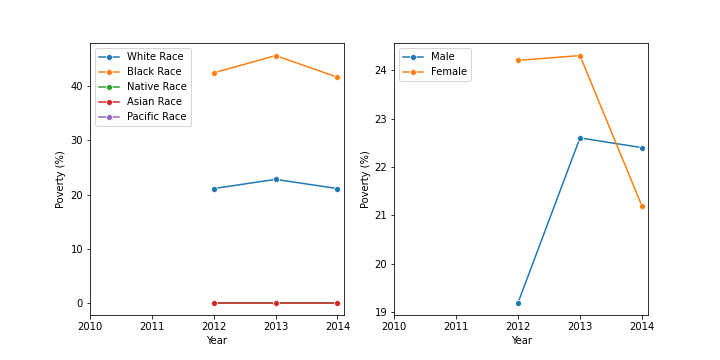 White Race
Black Race
Native Race
Asian Race
Pacific Race
Poverty (%)
40
30
20
10
0
2010 2011 2012 2013 2014
Year
Male
Female
Poverty (%)
24
23
22
21
20
19
2010 2011 2012 2013 2014
Year